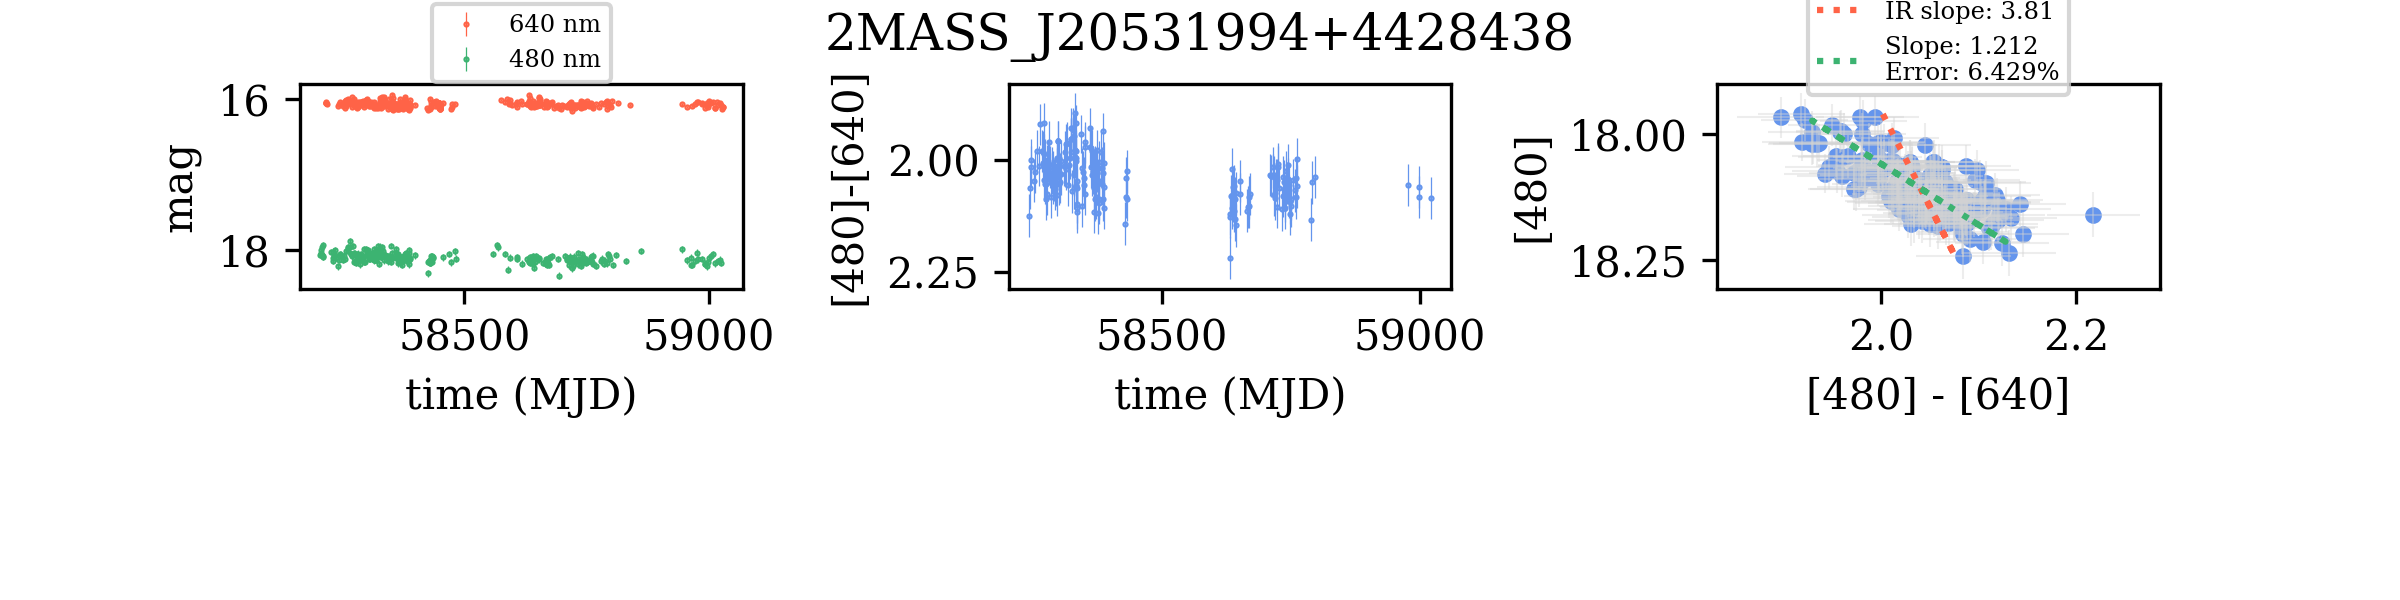 2MASS_J20531994+4428438
640 nm
480 nm
mag
16
18
58500
59000
time (MJD)
[480]-[640]
2.00
2.25
58500
59000
time (MJD)
IR slope: 3.81
Slope: 1.212
Error: 6.429%
[480]
18.00
18.25
2.0
2.2
[480] - [640]